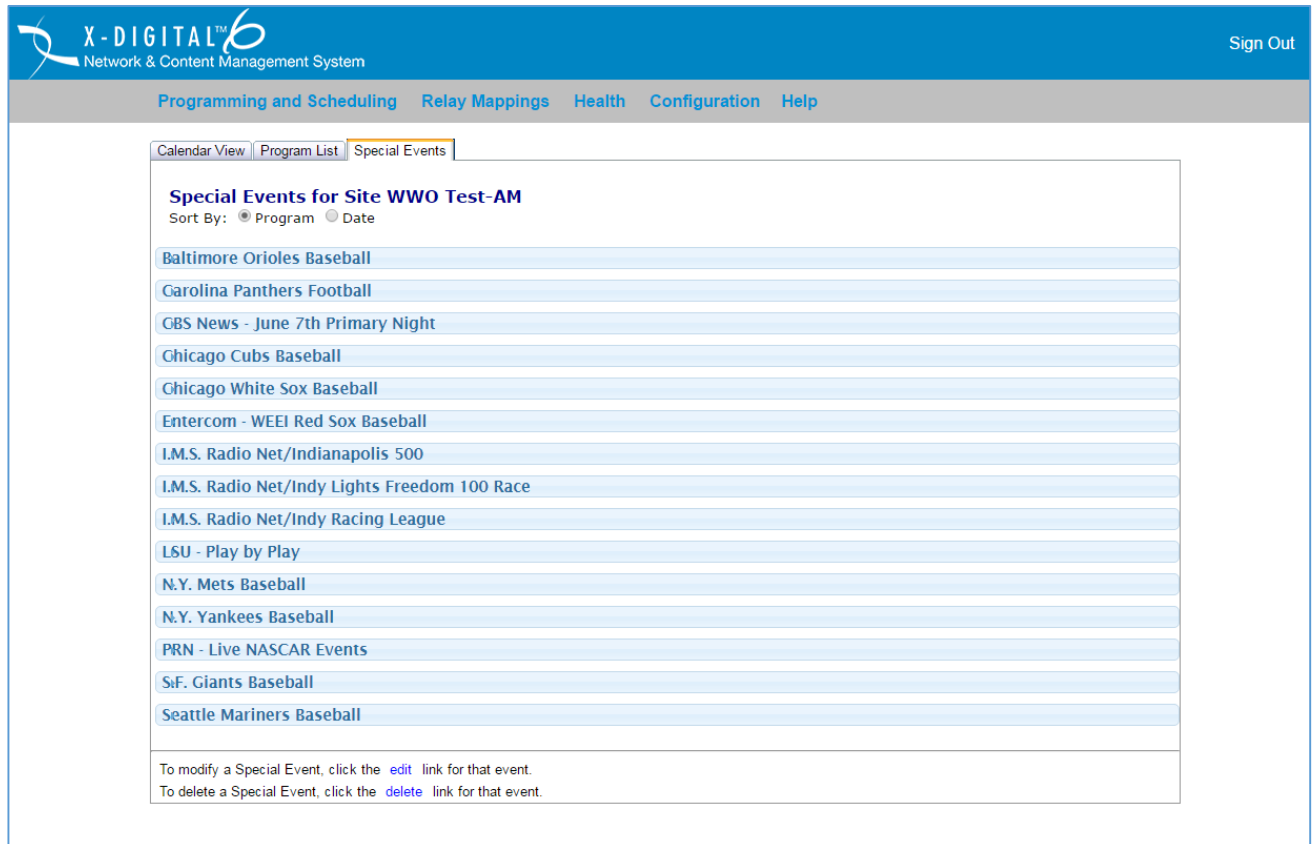 X-DIGITAL™6
Network & Content Management System
Sign Out
Programming and Scheduling Relay Mappings Health Configuration Help
Calendar View Program List Special Events
Special Events for Site WWO Test-AM
Sort By: Program Date
Baltimore Orioles Baseball
Carolina Panthers Football
CBS News - June 7th Primary Night
Chicago Cubs Baseball
Chicago White Sox Baseball
Entercom - WEEI Red Sox Baseball
I.M.S. Radio Net/Indianapolis 500
I.M.S. Radio Net/Indy Lights Freedom 100 Race
I.M.S. Radio Net/Indy Racing League
LSU - Play by Play
N.Y. Mets Baseball
N.Y. Yankees Baseball
PRN - Live NASCAR Events
S.F. Giants Baseball
Seattle Mariners Baseball
To modify a Special Event, click the edit link for that event.
To delete a Special Event, click the delete link for that event.